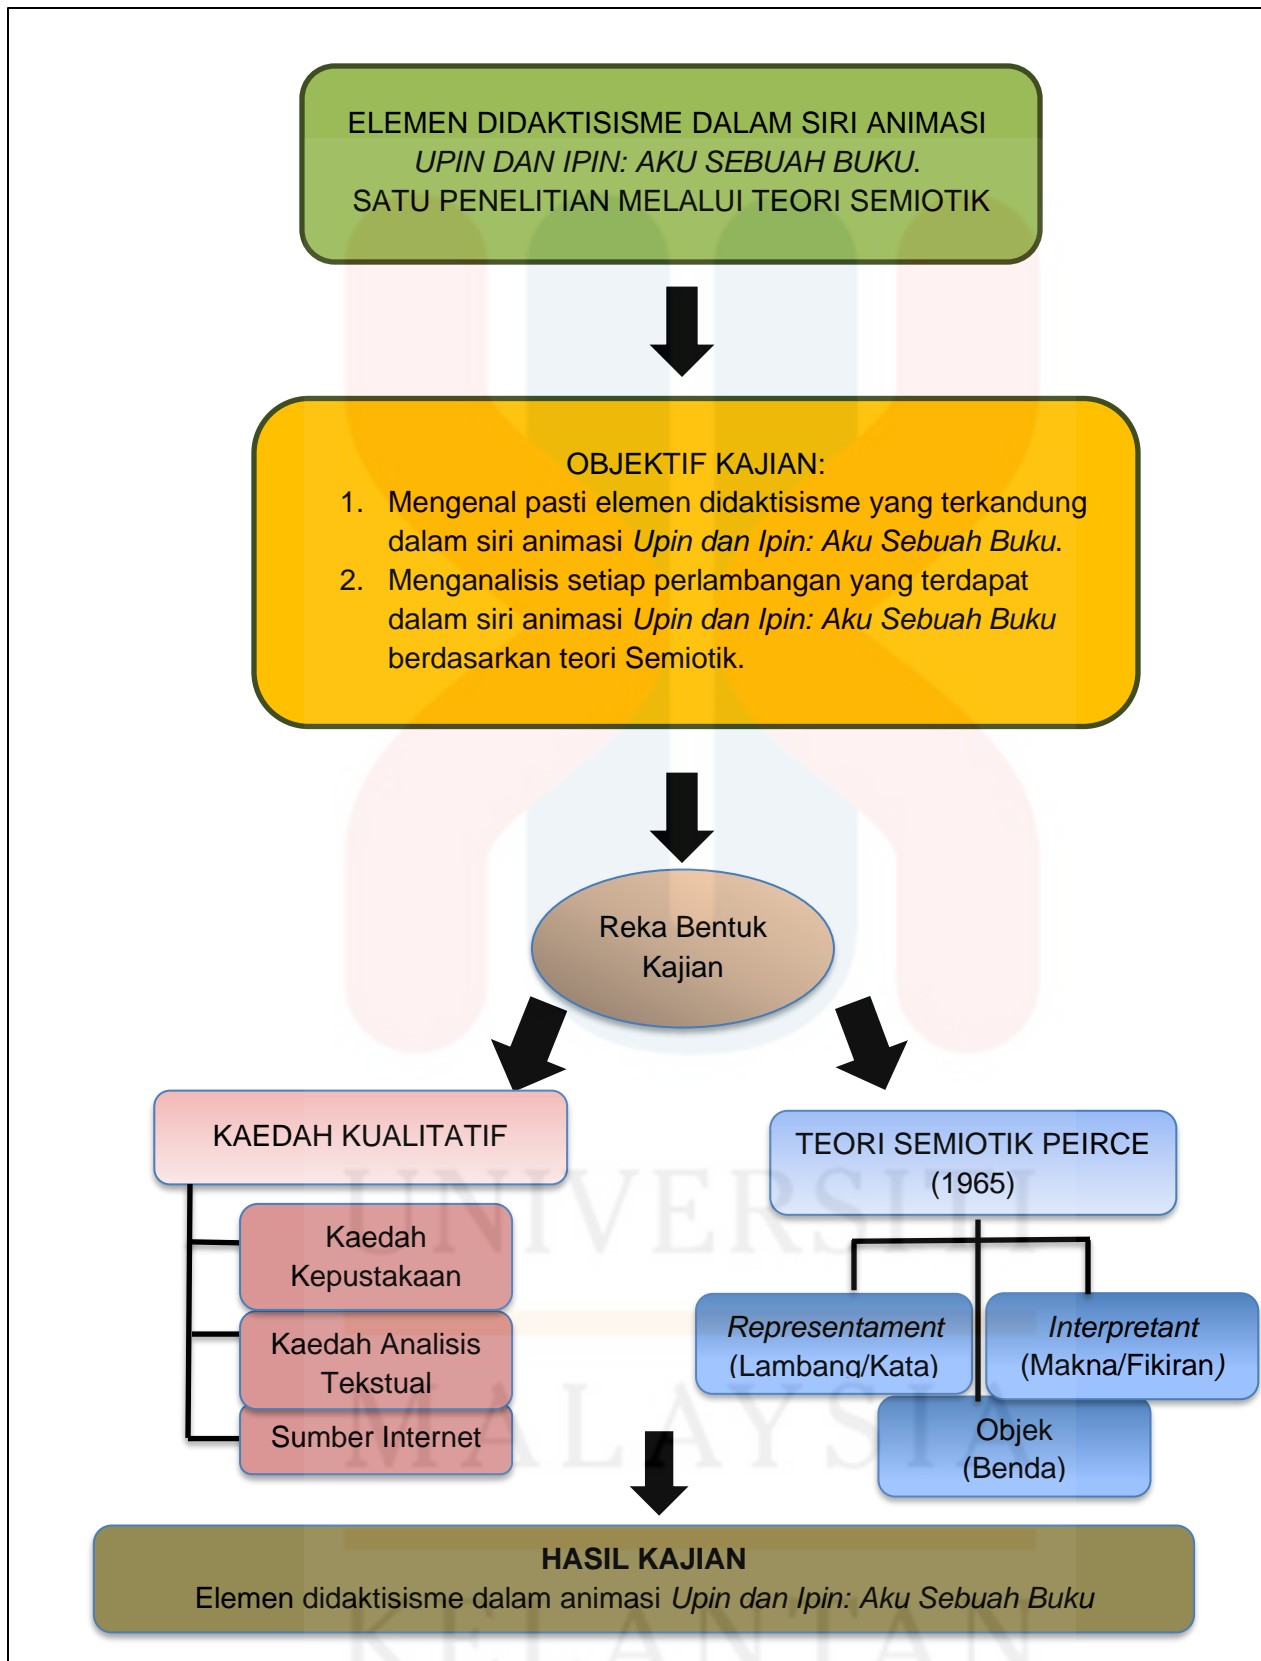 ELEMEN DIDAKTISISME DALAM SIRI ANIMASI
UPIN DAN IPIN: AKU SEBUAH BUKU.
SATU PENELITIAN MELALUI TEORI SEMIOTIK
OBJEKTIF KAJIAN:
1. Mengenal pasti elemen didaktisisme yang terkandung
dalam siri animasi Upin dan Ipin: Aku Sebuah Buku.
2. Menganalisis setiap perlambangan yang terdapat
dalam siri animasi Upin dan Ipin: Aku Sebuah Buku
berdasarkan teori Semiotik.
Reka Bentuk
Kajian
KAEDAH KUALITATIF
Kaedah
Kepustakaan
Kaedah Analisis
Tekstual
Sumber Internet
TEORI SEMIOTIK PEIRCE
(1965)
Representament
(Lambang/Kata)
Interpretant
(Makna/Fikiran)
Objek
(Benda)
HASIL KAJIAN
Elemen didaktisisme dalam animasi Upin dan Ipin: Aku Sebuah Buku
UNIVERSITI
MALAYSIA
KELANTAN